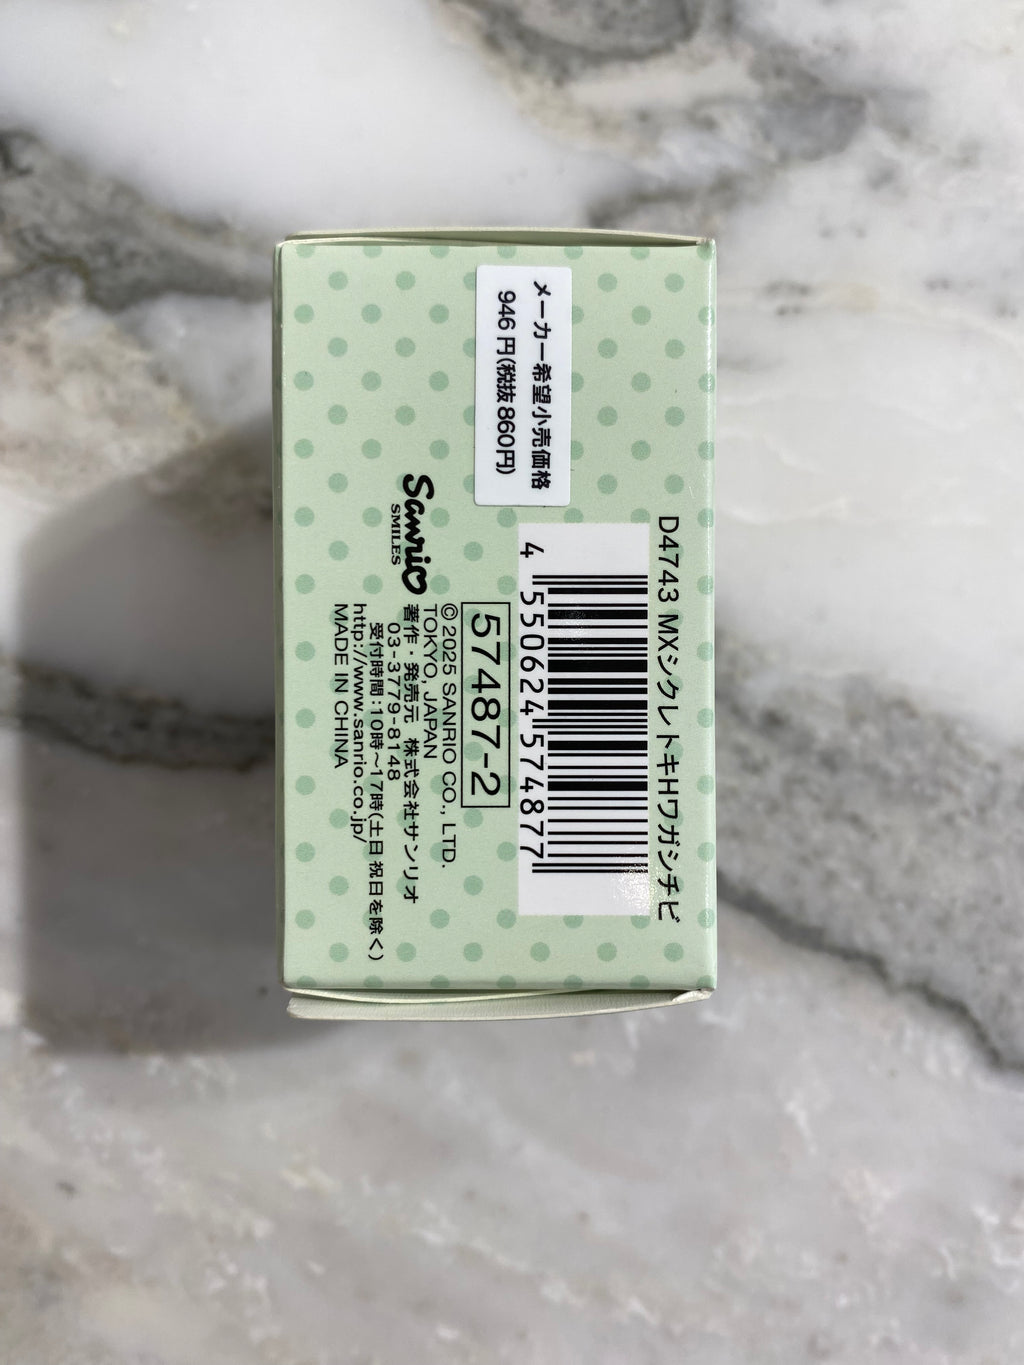 メーカー希望小売価格
946 円(税抜 860円)
D4743 MXシクレトキHワガシチビ
4 550624 574877
57487-2
Sanrio
SMILES
©2025 SANRIO CO., LTD.
TOKYO, JAPAN
著作・発売元 株式会社サンリオ
03-3779-8148
受付時間:10時〜17時(土日祝日を除く)
http://www.sanrio.co.jp/
MADE IN CHINA